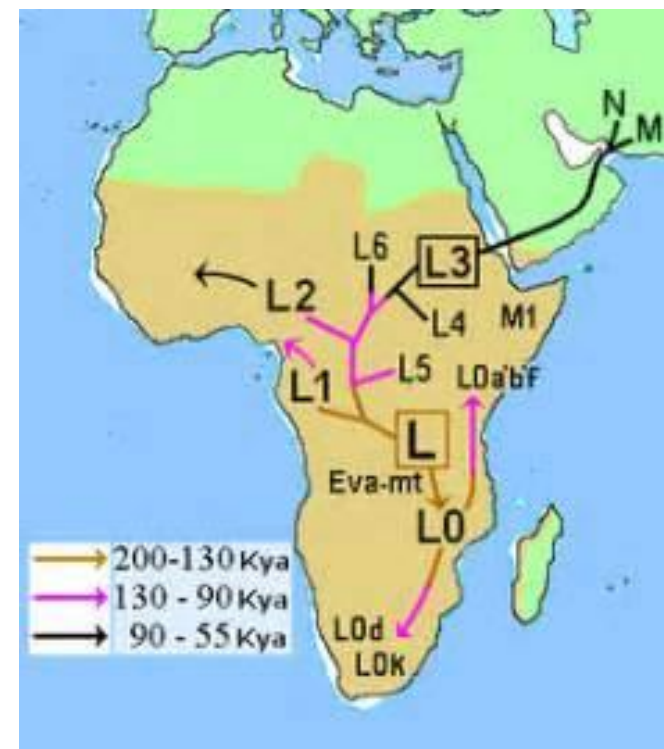 N
M
L6
L3
L2
L4
M1
L5
L0a'b'f
L1
L
Eva-mt
L0
200-130 Kya
130 - 90 Kya
90 - 55 Kya
L0d
L0k